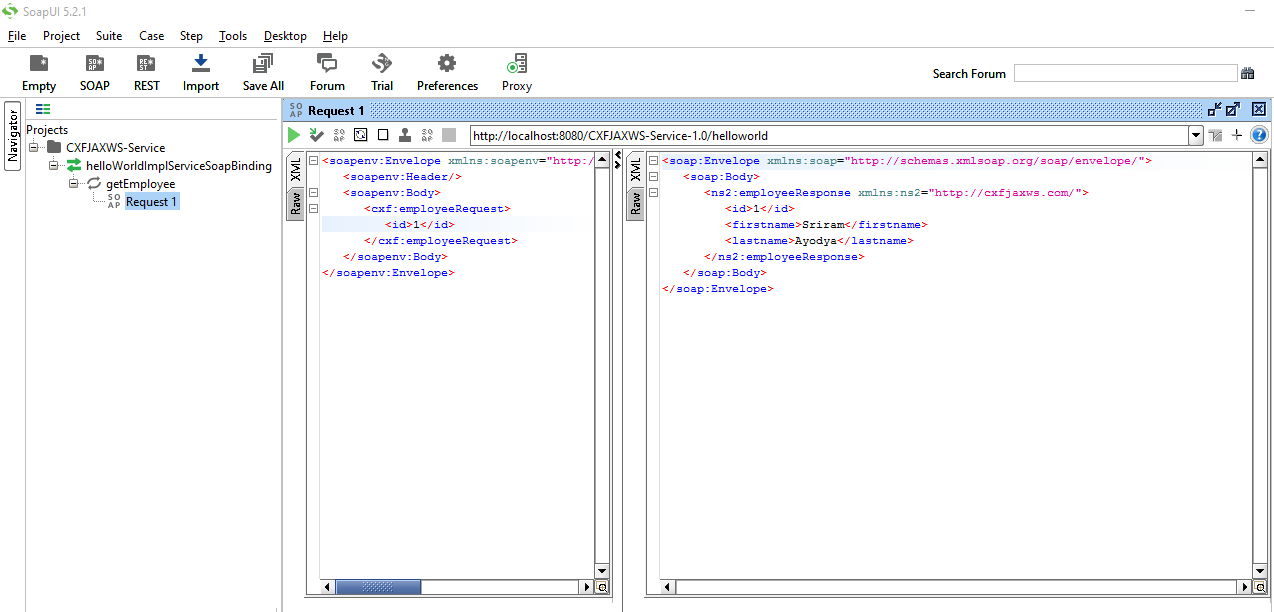 SoapUI 5.2.1
File Project Suite Case Step Tools Desktop Help
Empty SOAP REST Import Save All Forum Trial Preferences Proxy
Search Forum
Navigator
Projects
CXFJAXWS-Service
helloWorldImplServiceSoapBinding
getEmployee
SOAP Request 1
SOAP Request 1
http://localhost:8080/CXFJAXWS-Service-1.0/helloworld
XML
Raw
<soapenv:Envelope xmlns:soapenv="http:/
<soapenv:Header/>
<soapenv:Body>
<cxf:employeeRequest>
<id>1</id>
</cxf:employeeRequest>
</soapenv:Body>
</soapenv:Envelope>
XML
Raw
<soap:Envelope xmlns:soap="http://schemas.xmlsoap.org/soap/envelope/">
<soap:Body>
<ns2:employeeResponse xmlns:ns2="http://cxfjaxws.com/">
<id>1</id>
<firstname>Sriram</firstname>
<lastname>Ayodya</lastname>
</ns2:employeeResponse>
</soap:Body>
</soap:Envelope>